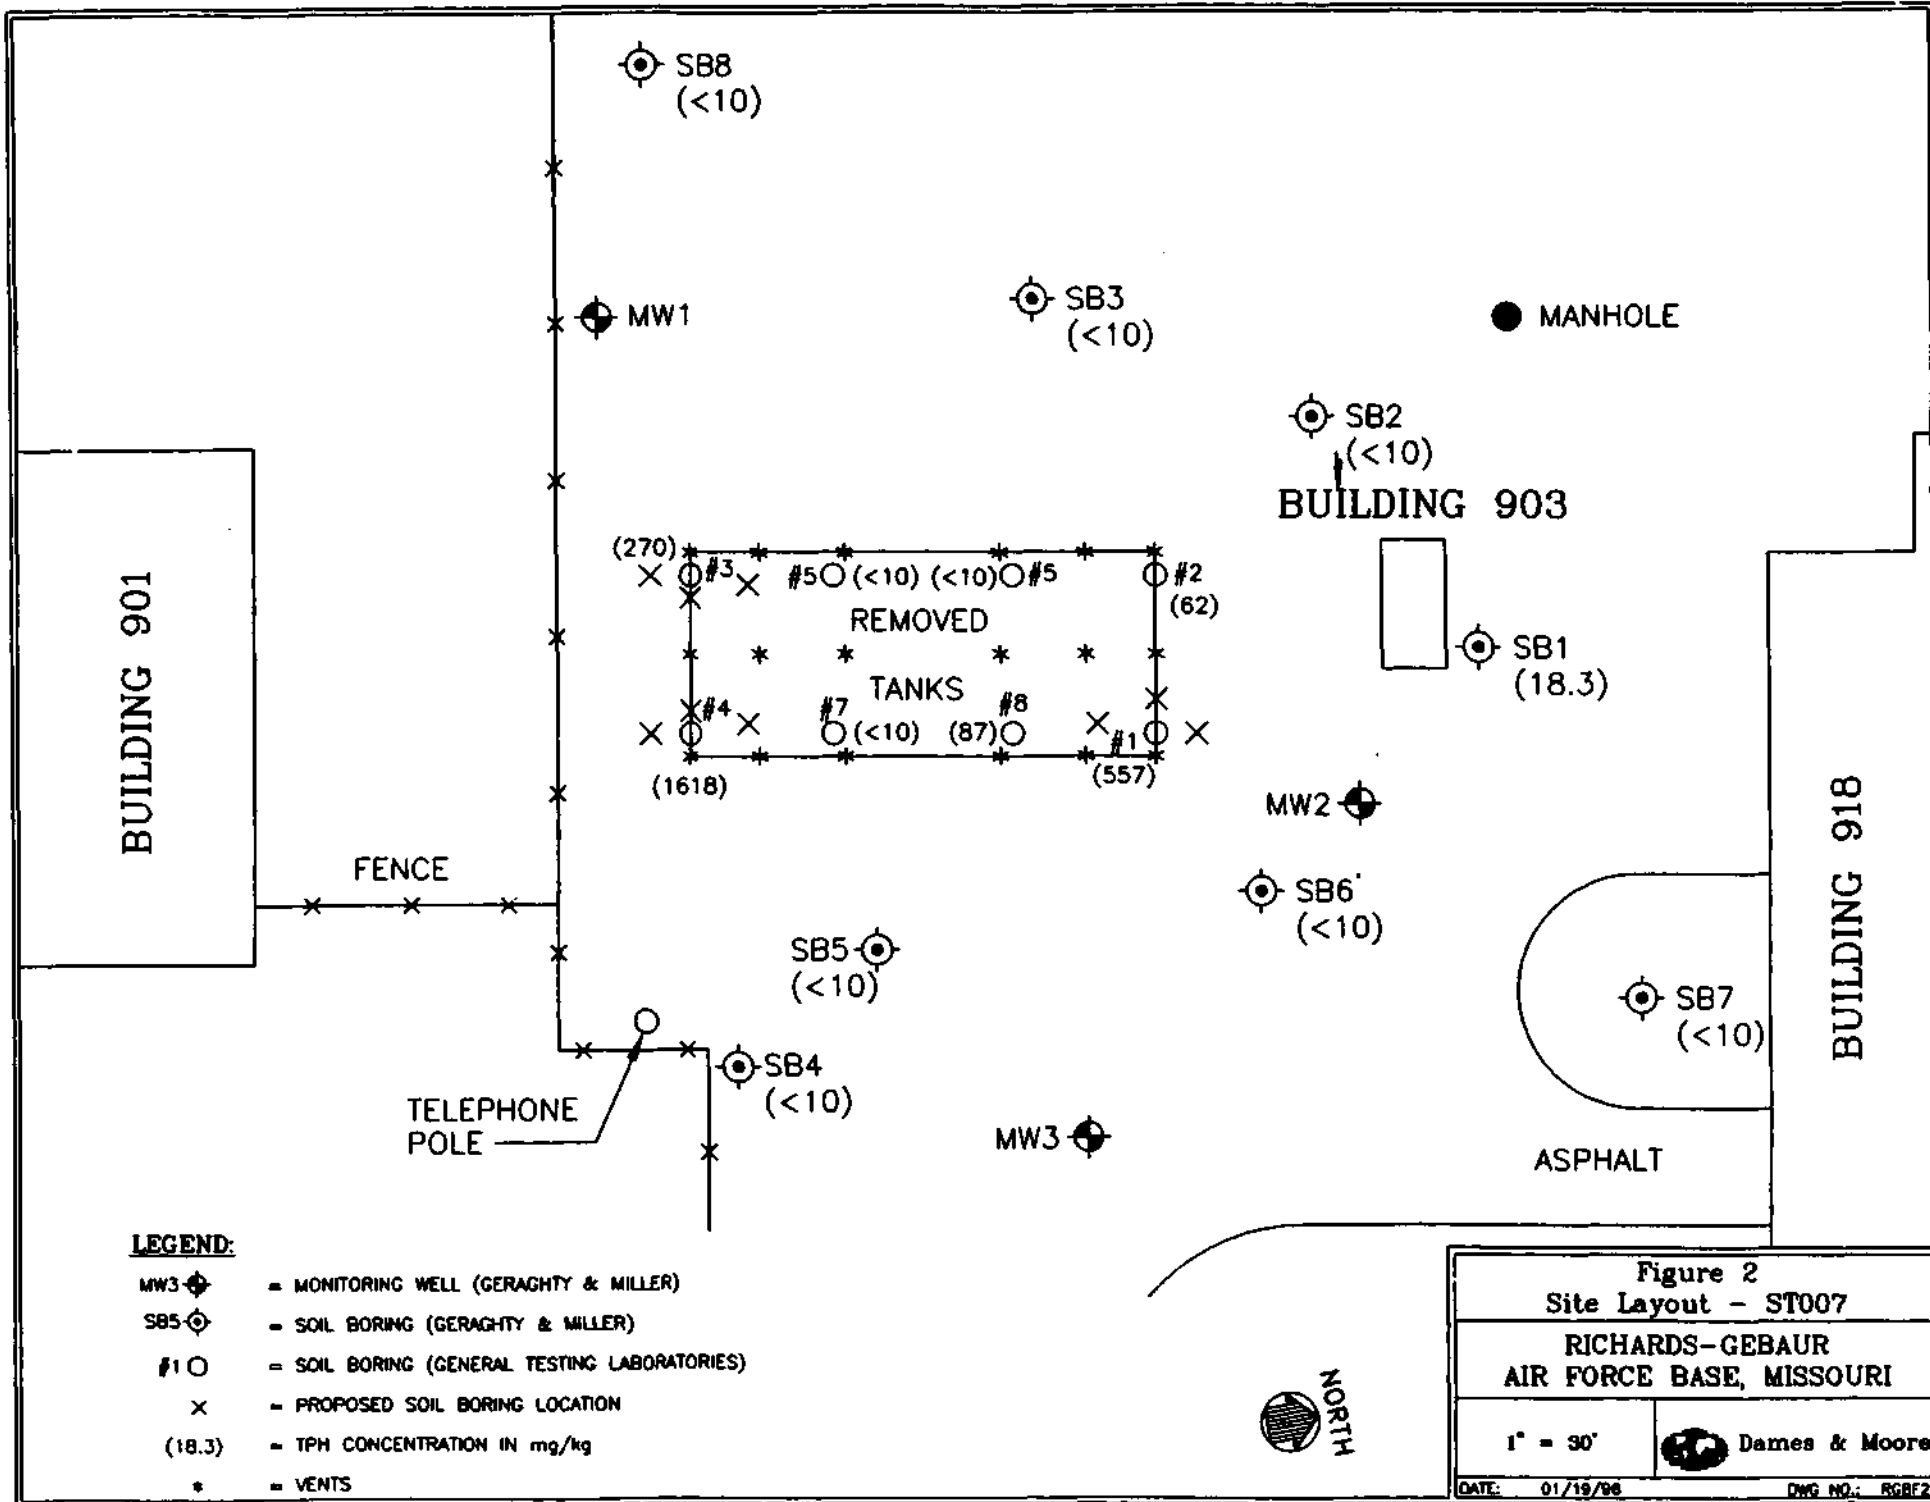 SB8
(<10)
MW1
SB3
(<10)
MANHOLE
SB2
(<10)
BUILDING 903
(270)
#3
#5
(<10)
(<10)
#5
#2
(62)
REMOVED
TANKS
SB1
(18.3)
#4
#7
(<10)
#8
(87)
#1
(1618)
(557)
BUILDING 901
MW2
BUILDING 918
FENCE
SB6
(<10)
SB5
(<10)
SB7
(<10)
SB4
(<10)
TELEPHONE
POLE
MW3
ASPHALT
LEGEND:
MW3 = MONITORING WELL (GERAGHTY & MILLER)
SB5 = SOIL BORING (GERAGHTY & MILLER)
#1 = SOIL BORING (GENERAL TESTING LABORATORIES)
X = PROPOSED SOIL BORING LOCATION
(18.3) = TPH CONCENTRATION IN mg/kg
* = VENTS
NORTH
Figure 2
Site Layout - ST007
RICHARDS-GEBAUR
AIR FORCE BASE, MISSOURI
1" = 30'
Dames & Moore
DATE: 01/19/96
DWG NO.: RGBF2